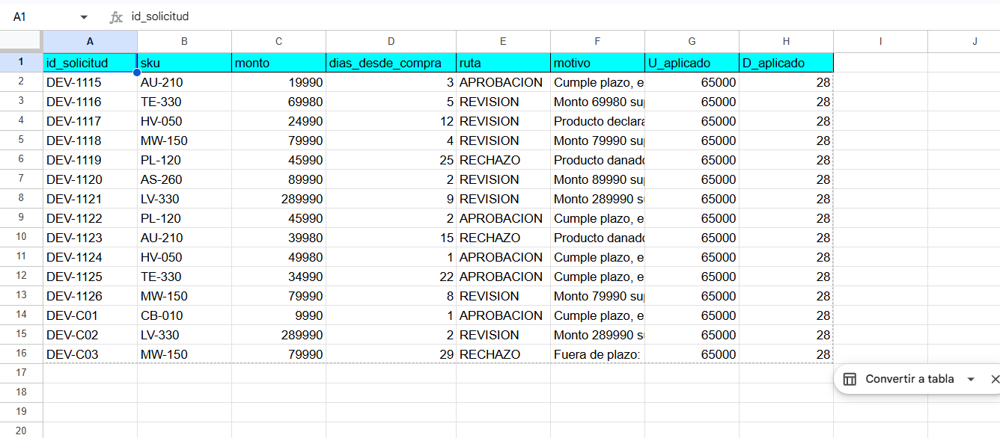 A1 fx id_solicitud
A B C D E F G H I J
1 id_solicitud sku monto dias_desde_compra ruta motivo U_aplicado D_aplicado
2 DEV-1115 AU-210 19990 3 APROBACION Cumple plazo, e 65000 28
3 DEV-1116 TE-330 69980 5 REVISION Monto 69980 su 65000 28
4 DEV-1117 HV-050 24990 12 REVISION Producto declara 65000 28
5 DEV-1118 MW-150 79990 4 REVISION Monto 79990 su 65000 28
6 DEV-1119 PL-120 45990 25 RECHAZO Producto danado 65000 28
7 DEV-1120 AS-260 89990 2 REVISION Monto 89990 su 65000 28
8 DEV-1121 LV-330 289990 9 REVISION Monto 289990 s 65000 28
9 DEV-1122 PL-120 45990 2 APROBACION Cumple plazo, e 65000 28
10 DEV-1123 AU-210 39980 15 RECHAZO Producto danado 65000 28
11 DEV-1124 HV-050 49980 1 APROBACION Cumple plazo, e 65000 28
12 DEV-1125 TE-330 34990 22 APROBACION Cumple plazo, e 65000 28
13 DEV-1126 MW-150 79990 8 REVISION Monto 79990 su 65000 28
14 DEV-C01 CB-010 9990 1 APROBACION Cumple plazo, e 65000 28
15 DEV-C02 LV-330 289990 2 REVISION Monto 289990 s 65000 28
16 DEV-C03 MW-150 79990 29 RECHAZO Fuera de plazo: 65000 28
17
Convertir a tabla
18
19
20